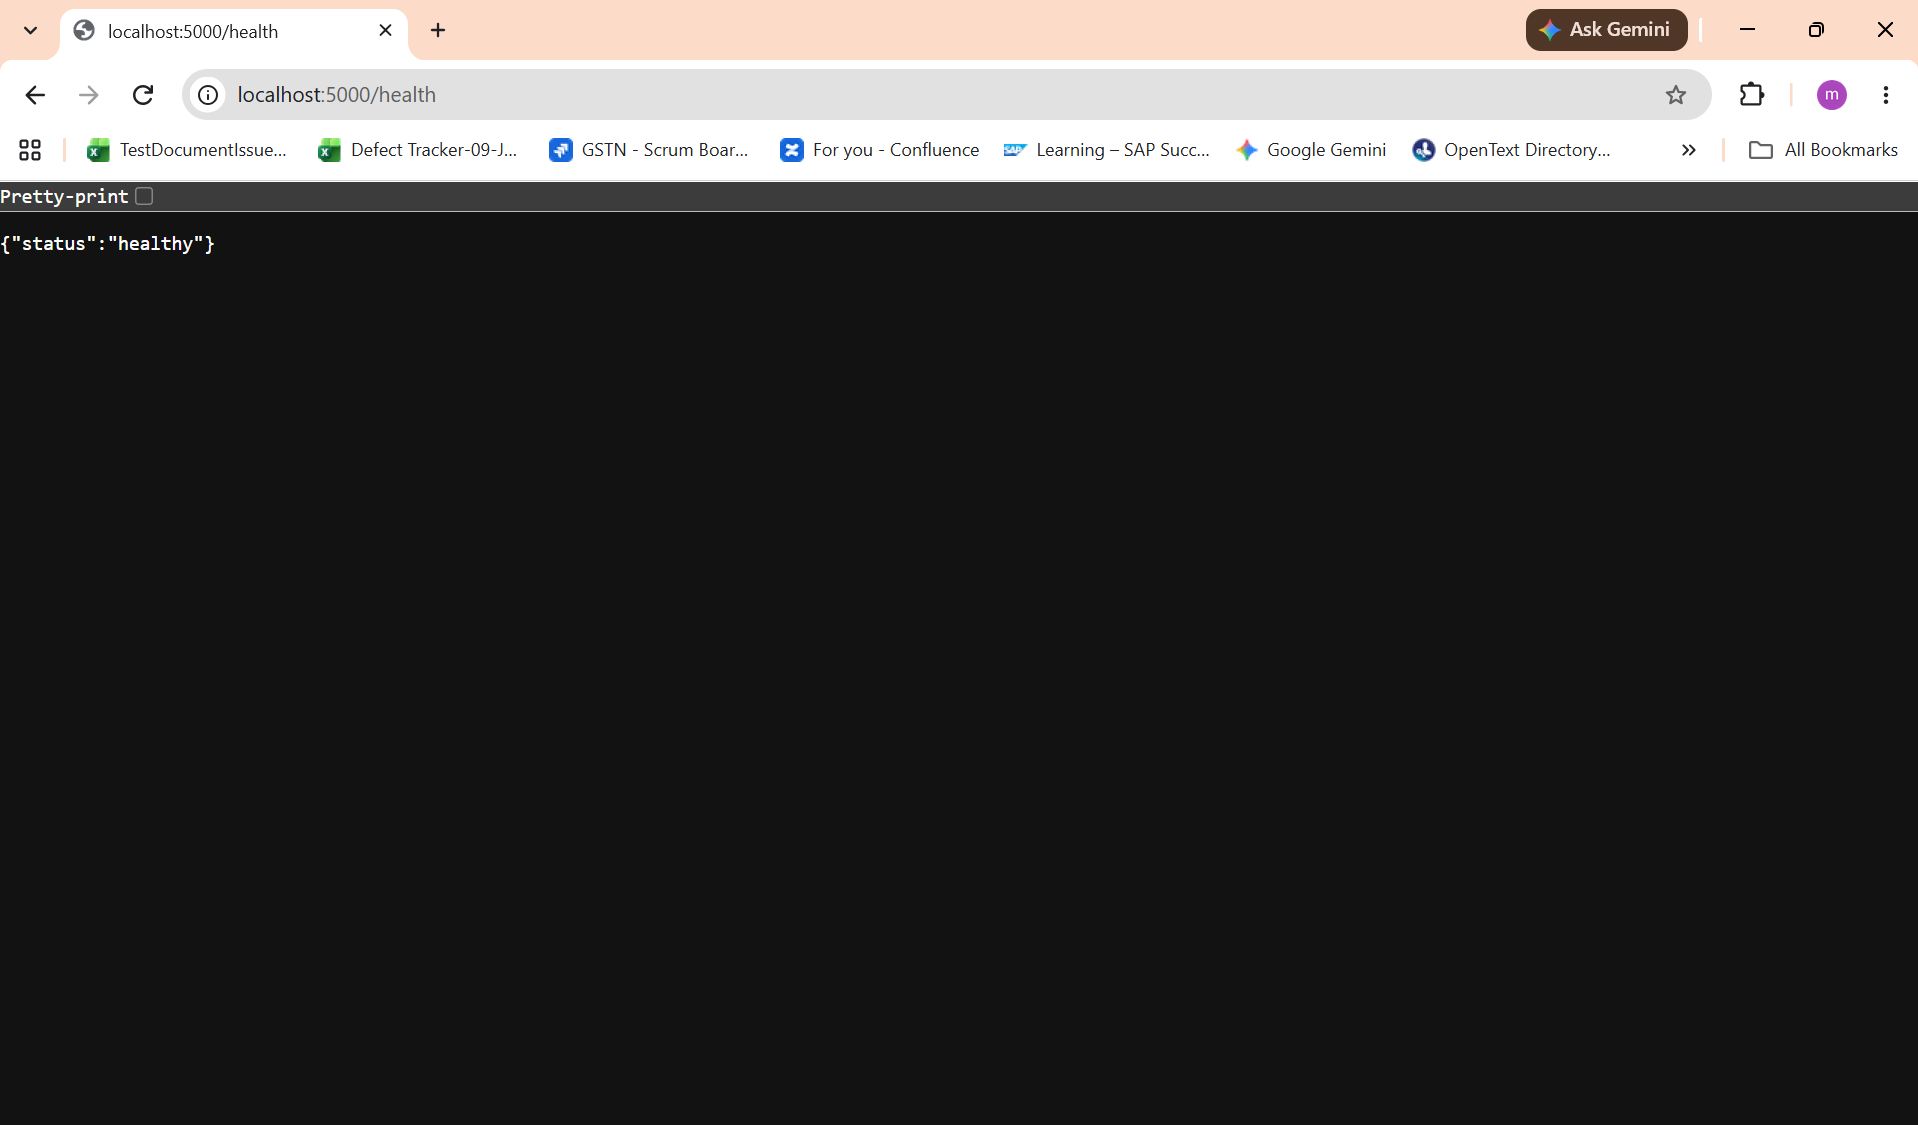 localhost:5000/health
Ask Gemini
localhost:5000/health
m
TestDocumentIssue...
Defect Tracker-09-J...
GSTN - Scrum Boar...
For you - Confluence
SAP
Learning – SAP Succ...
Google Gemini
OpenText Directory...
All Bookmarks
Pretty-print
{"status":"healthy"}